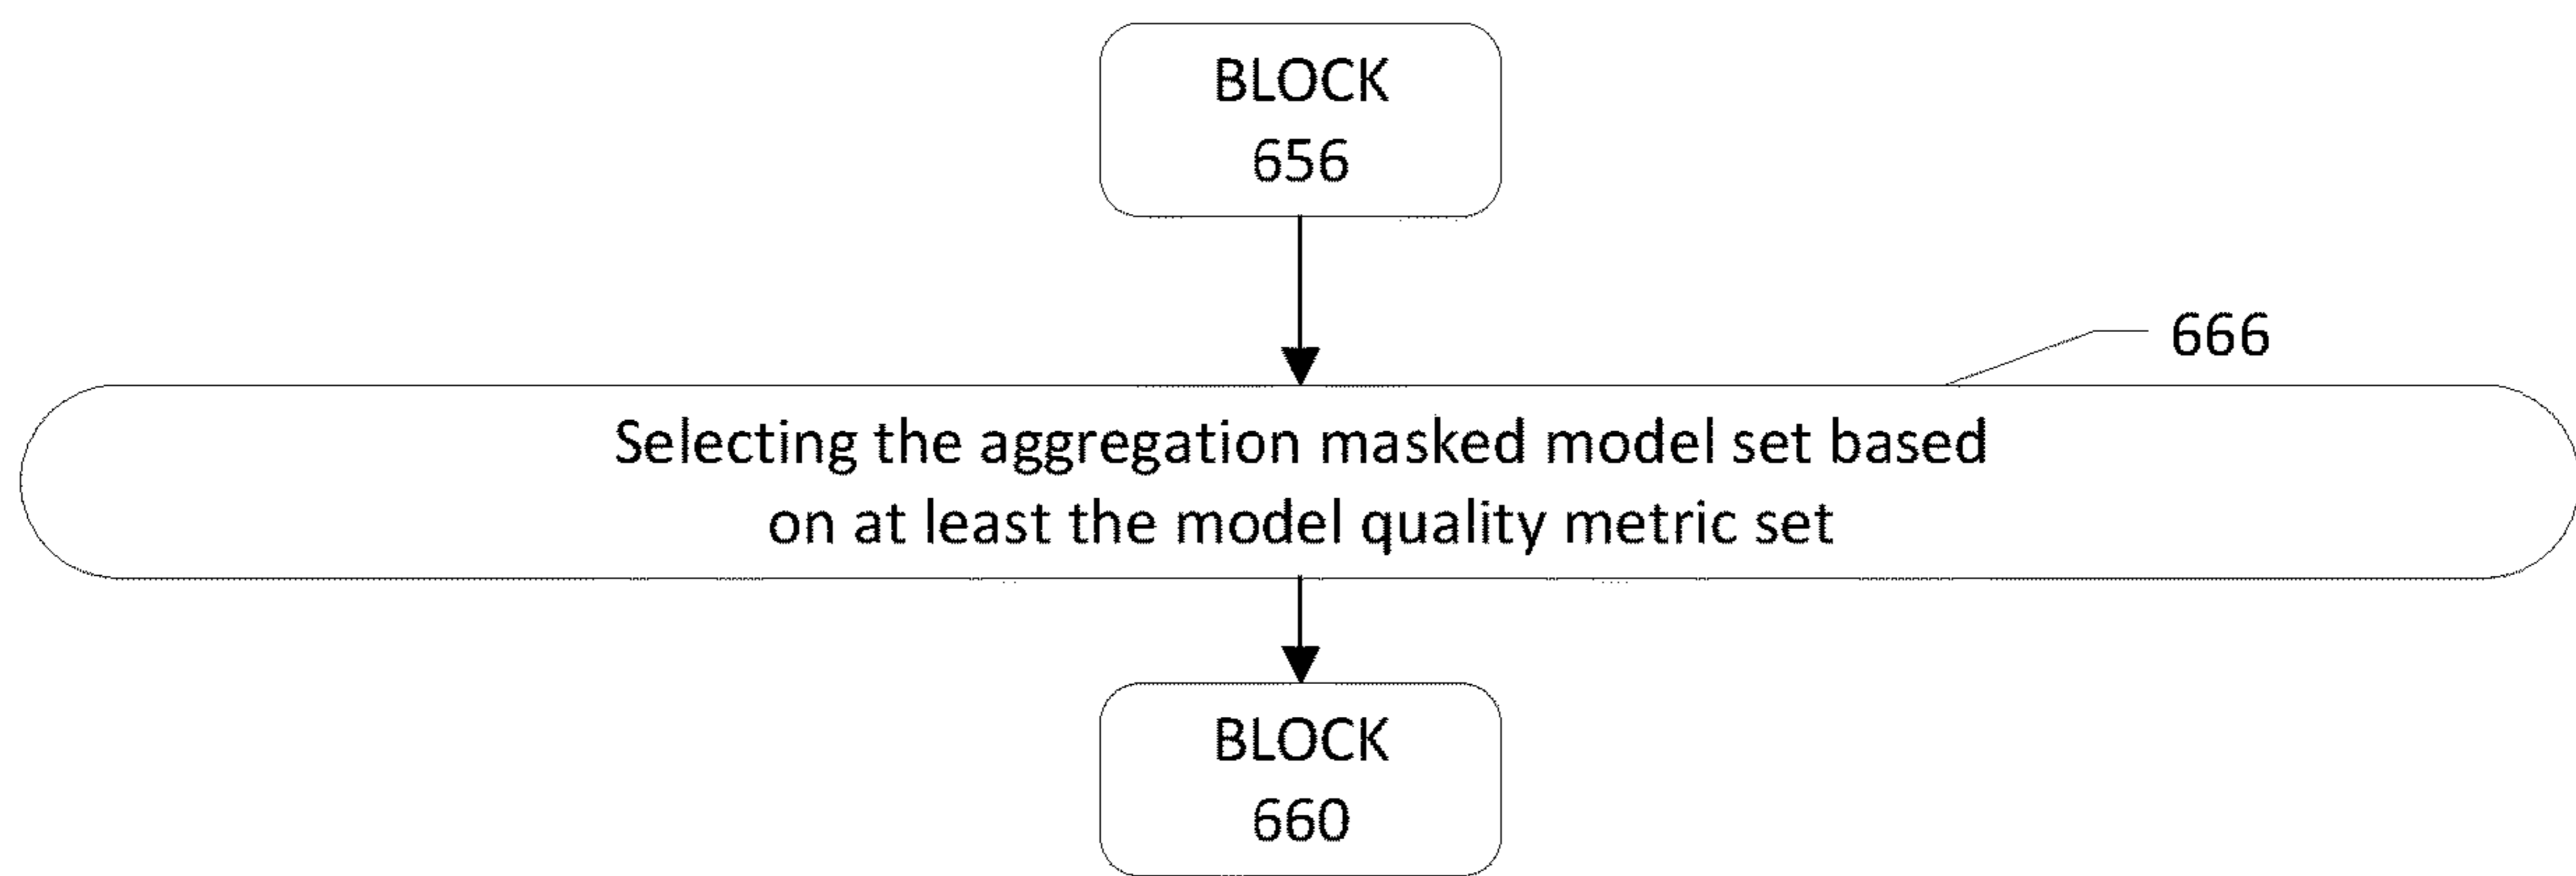 BLOCK
656
666
Selecting the aggregation masked model set based
on at least the model quality metric set
BLOCK
660